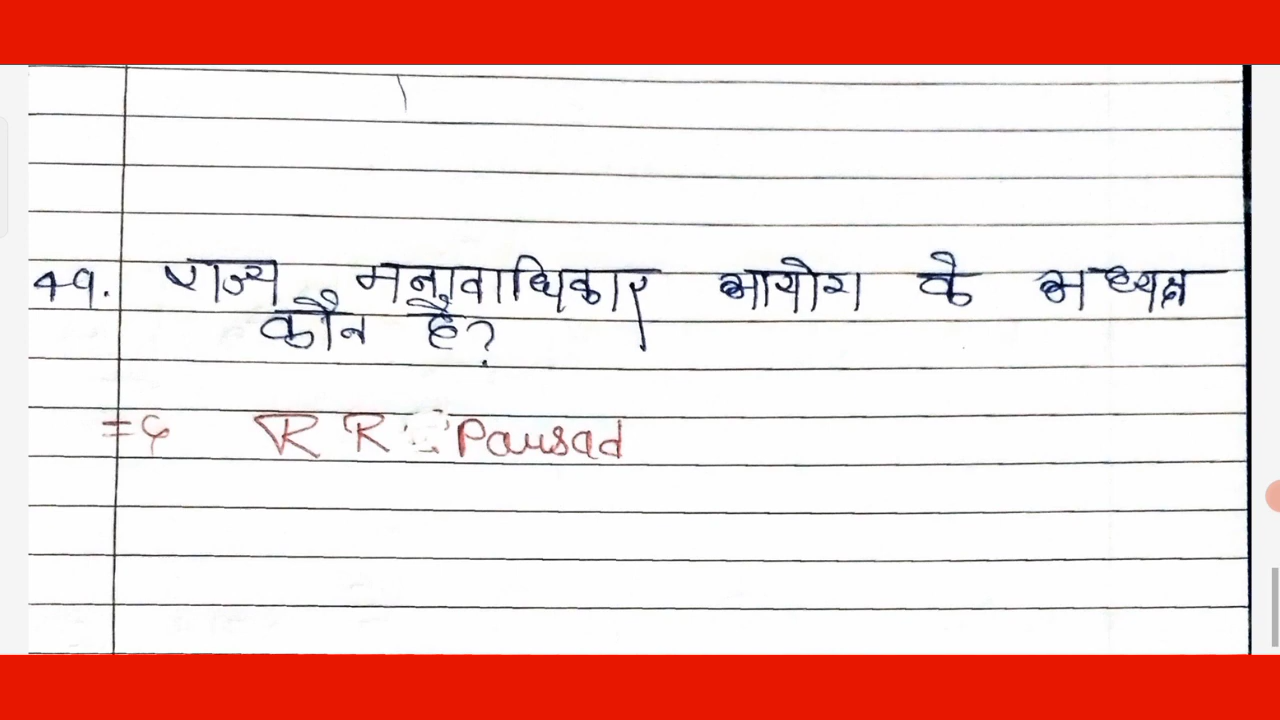 49. राज्य मनावाधिकार आयोग के अध्यक्ष
कौन है?
R R Parsad